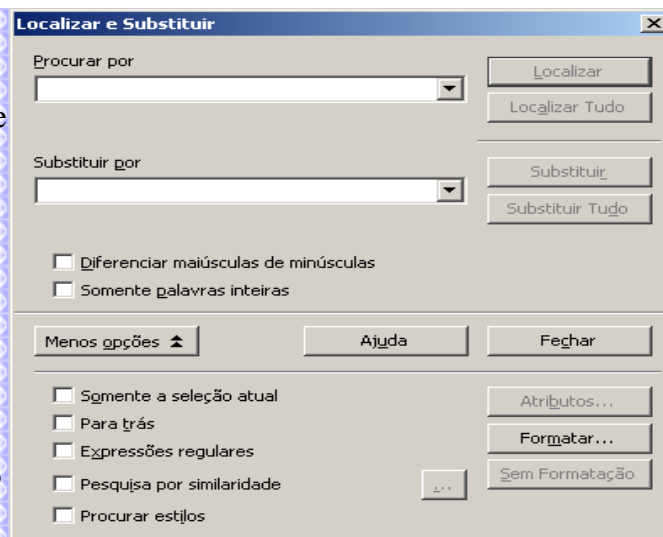 Localizar e Substituir
Procurar por
Localizar
Localizar Tudo
e
Substituir por
Substituir
Substituir Tudo
Diferenciar maiúsculas de minúsculas
Somente palavras inteiras
Menos opções
Ajuda
Fechar
Somente a seleção atual
Atributos...
Para trás
Formatar...
Expressões regulares
Sem Formatação
Pesquisa por similaridade
...
Procurar estilos